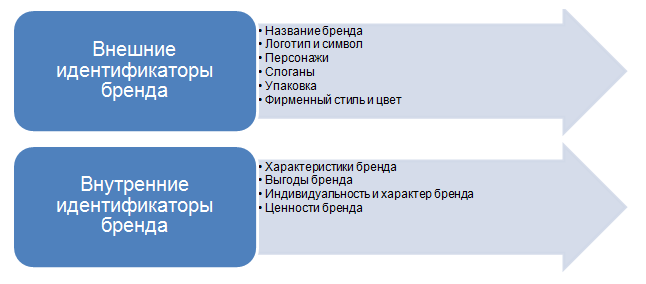 Внешние
идентификаторы
бренда
• Название бренда
• Логотип и символ
• Персонажи
• Слоганы
• Упаковка
• Фирменный стиль и цвет
Внутренние
идентификаторы
бренда
• Характеристики бренда
• Выгоды бренда
• Индивидуальность и характер бренда
• Ценности бренда